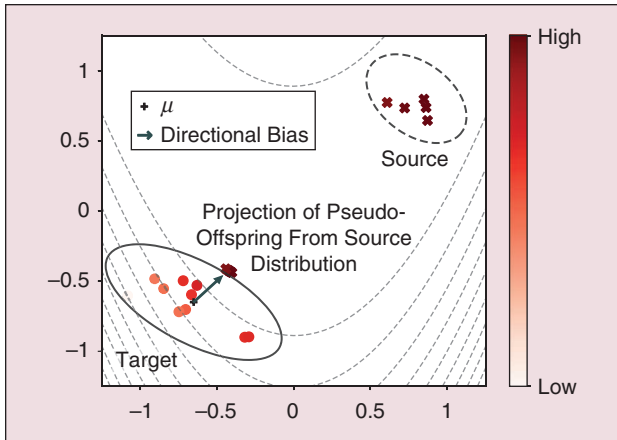 High
1
μ
Directional Bias
0.5
Source
0
Projection of Pseudo-
Offspring From Source
Distribution
−0.5
−1
Target
Low
−1
−0.5
0
0.5
1